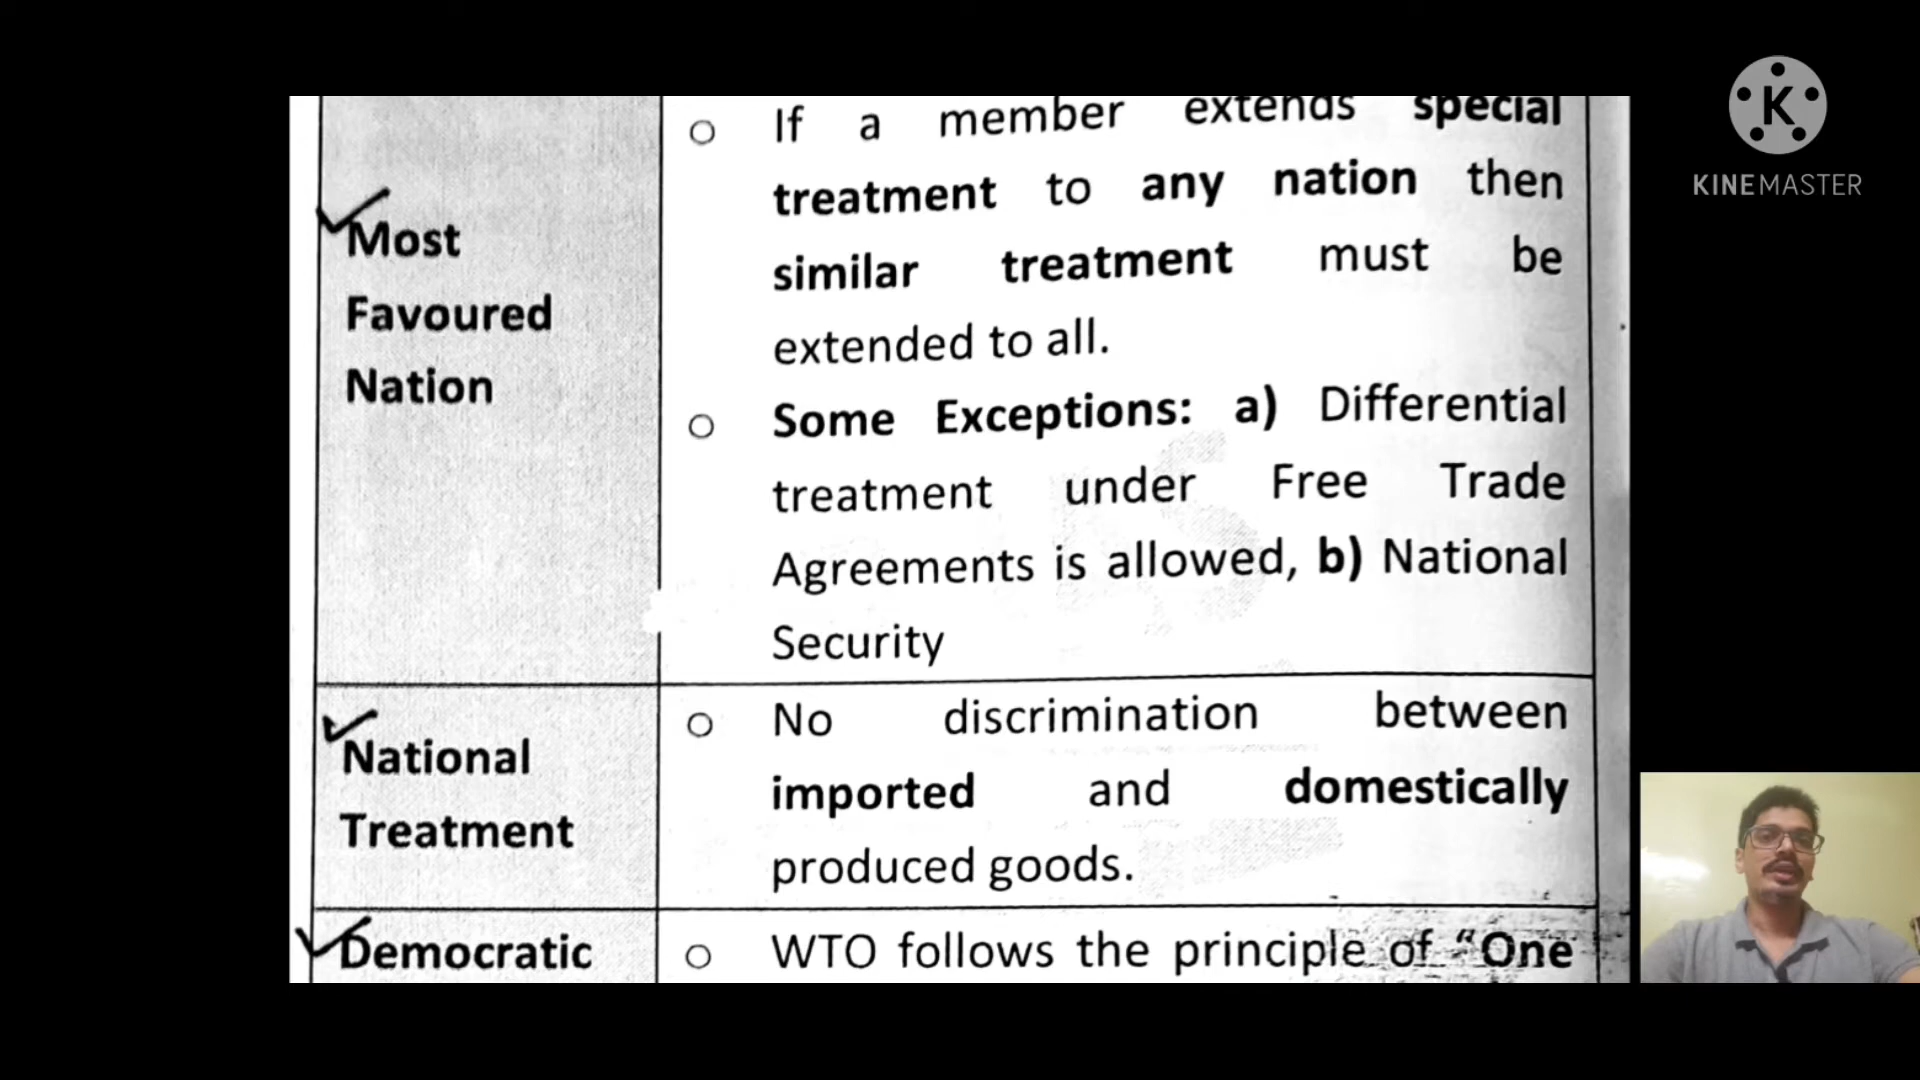 If a member extends special
treatment to any nation then
similar treatment must be
extended to all.
Most
Favoured
Nation
Some Exceptions: a) Differential
treatment under Free Trade
Agreements is allowed, b) National
Security
National
Treatment
No discrimination between
imported and domestically
produced goods.
Democratic
WTO follows the principle of “One
K
KINEMASTER